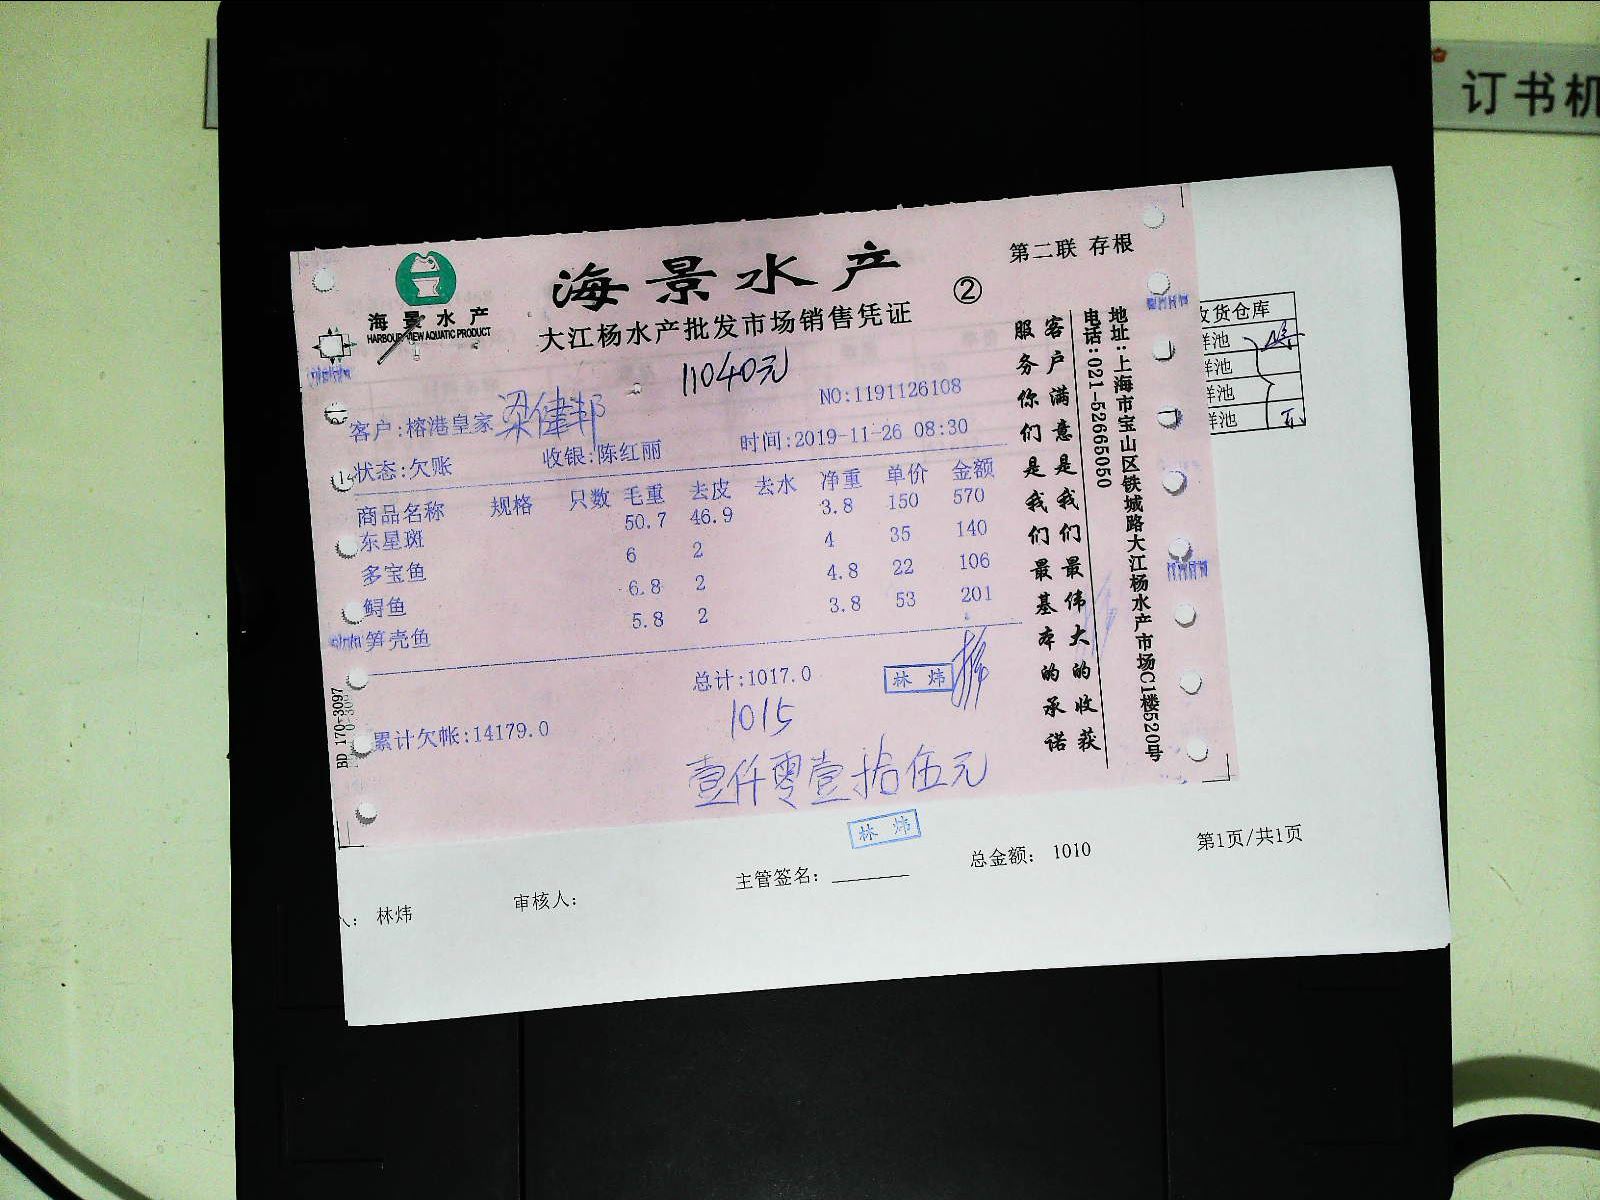 订书机
第二联 存根
海景水产
②
海景水产
HARBOUR VIEW AQUATIC PRODUCT
大江杨水产批发市场销售凭证
11040元
NO:1191126108
客户:榕港皇家 梁健邦
状态:欠账 收银:陈红丽 时间:2019-11-26 08:30
商品名称 规格 只数 毛重 去皮 去水 净重 单价 金额
东星斑 50.7 46.9 3.8 150 570
多宝鱼 6 2 4 35 140
鲟鱼 6.8 2 4.8 22 106
笋壳鱼 5.8 2 3.8 53 201
总计:1017.0
林炜
1015
累计欠帐:14179.0
壹仟零壹拾伍元
BD 170-3097
客户满意是我们最伟大的收获
服务你们是我们最基本的承诺
地址:上海市宝山区铁城路大江杨水产市场C1楼520号
电话:021-52665050
收货仓库
鲜池
鲜池
鲜池
鲜池
林炜
人: 林炜
审核人:
主管签名:
总金额: 1010
第1页/共1页